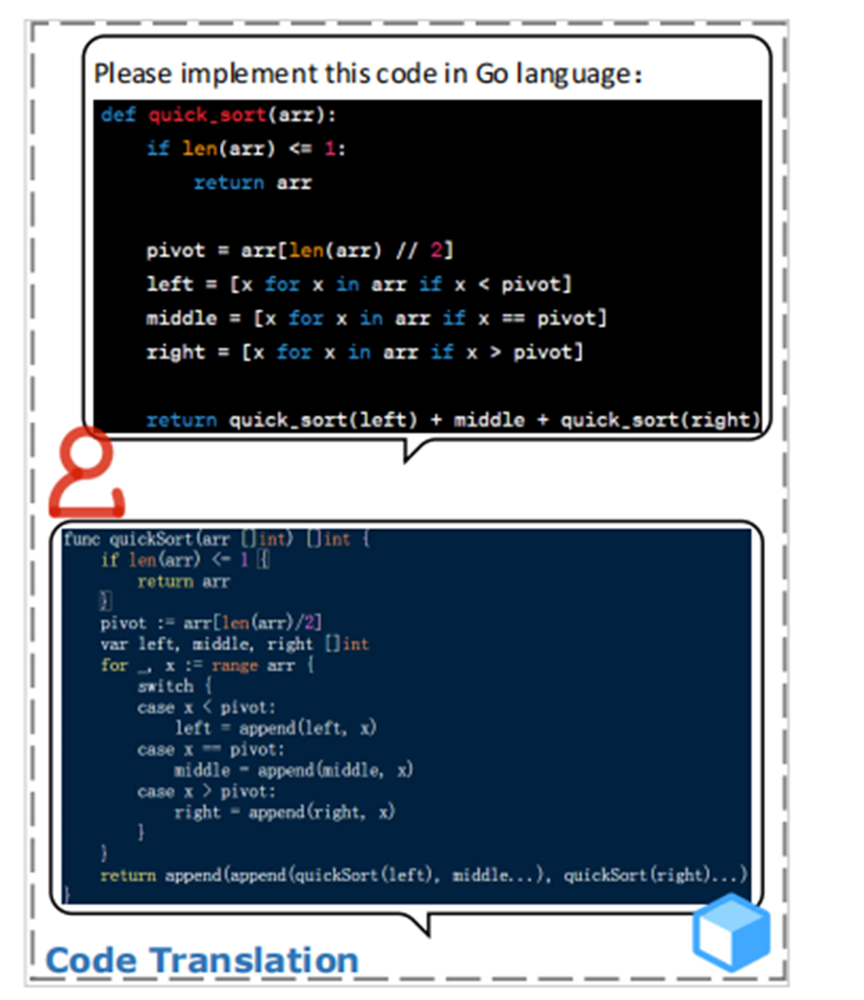 Please implement this code in Go language:
def quick_sort(arr):
    if len(arr) <= 1:
        return arr
    pivot = arr[len(arr) // 2]
    left = [x for x in arr if x < pivot]
    middle = [x for x in arr if x == pivot]
    right = [x for x in arr if x > pivot]
    return quick_sort(left) + middle + quick_sort(right)
func quickSort(arr []int) []int {
    if len(arr) <= 1 {
        return arr
    }
    pivot := arr[len(arr)/2]
    var left, middle, right []int
    for _, x := range arr {
        switch {
        case x < pivot:
            left = append(left, x)
        case x == pivot:
            middle = append(middle, x)
        case x > pivot:
            right = append(right, x)
        }
    }
    return append(append(quickSort(left), middle...), quickSort(right)...)
}
Code Translation